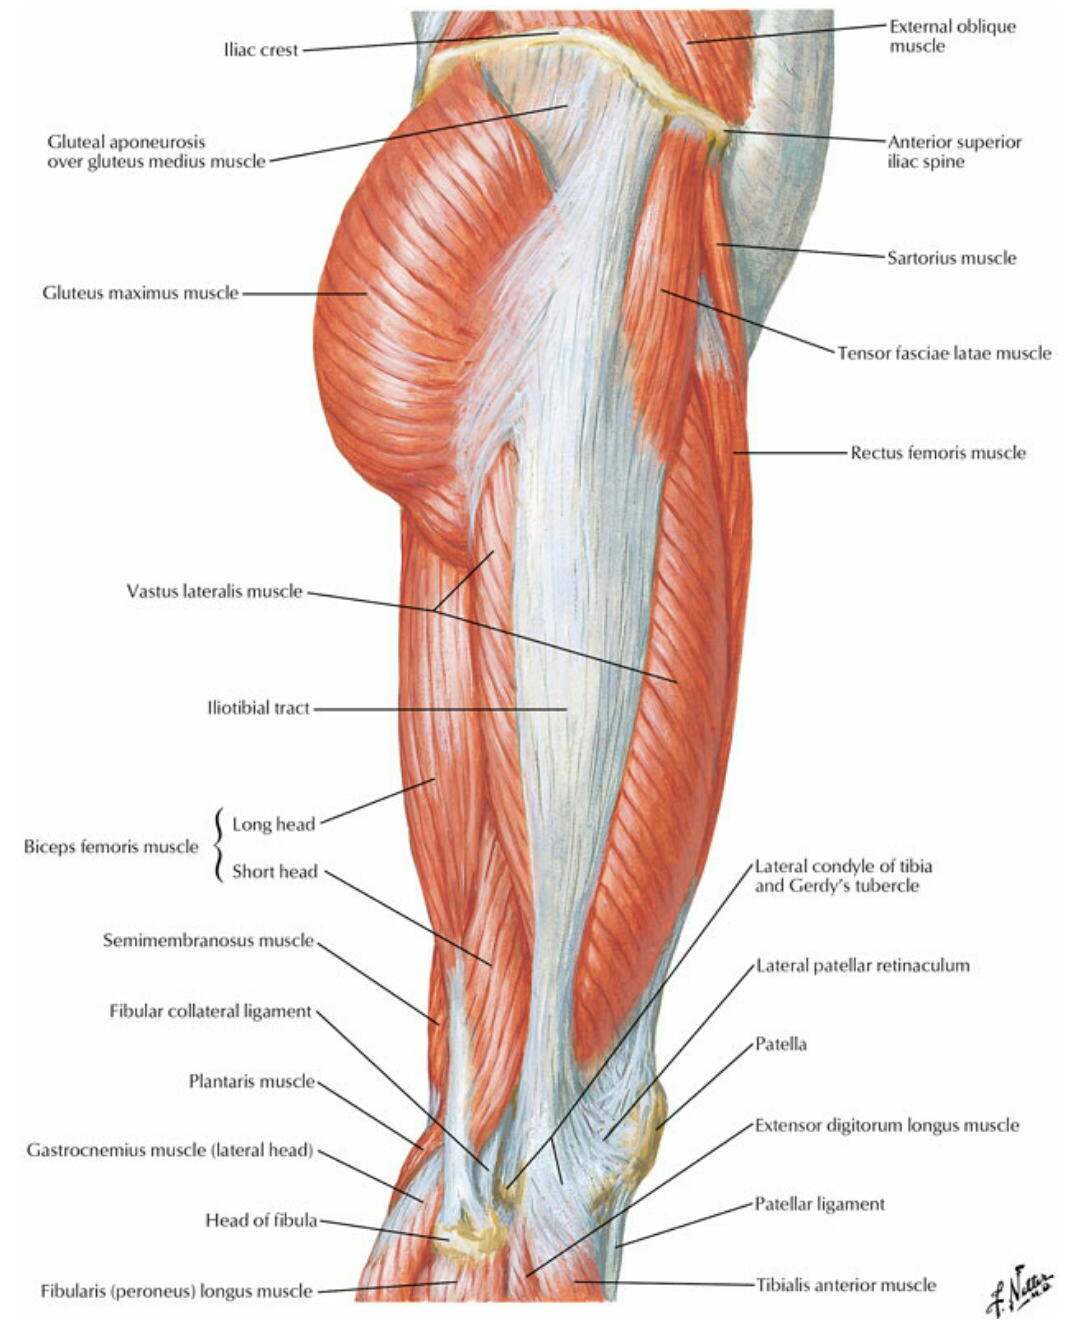 Iliac crest
External oblique
muscle
Gluteal aponeurosis
over gluteus medius muscle
Anterior superior
iliac spine
Sartorius muscle
Gluteus maximus muscle
Tensor fasciae latae muscle
Rectus femoris muscle
Vastus lateralis muscle
Iliotibial tract
Biceps femoris muscle
Long head
Short head
Lateral condyle of tibia
and Gerdy's tubercle
Semimembranosus muscle
Lateral patellar retinaculum
Fibular collateral ligament
Patella
Plantaris muscle
Extensor digitorum longus muscle
Gastrocnemius muscle (lateral head)
Patellar ligament
Head of fibula
Fibularis (peroneus) longus muscle
Tibialis anterior muscle
F. Netter
M.D.